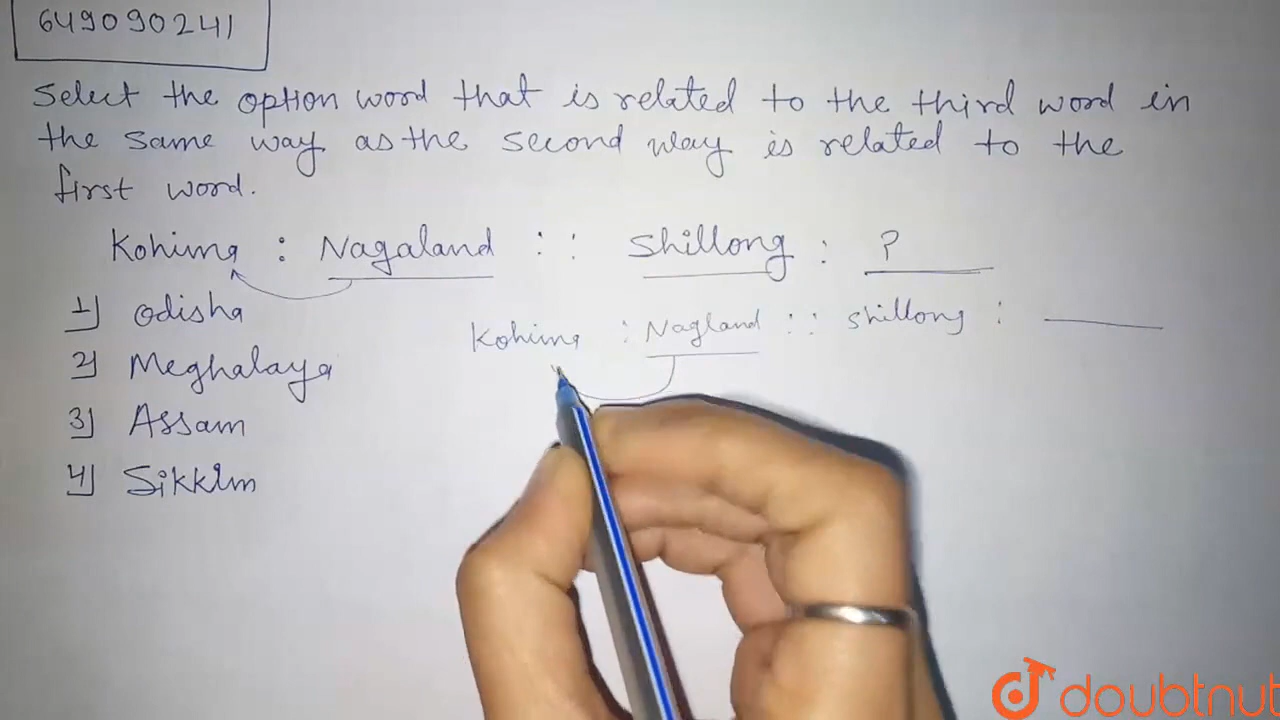 649090241
Select the option word that is related to the third word in
the same way as the second way is related to the
first word.
Kohima : Nagaland :: Shillong : ?
1) Odisha
Kohima : Nagland :: Shillong : ____
2) Meghalaya
3) Assam
4) Sikkim
doubtnut